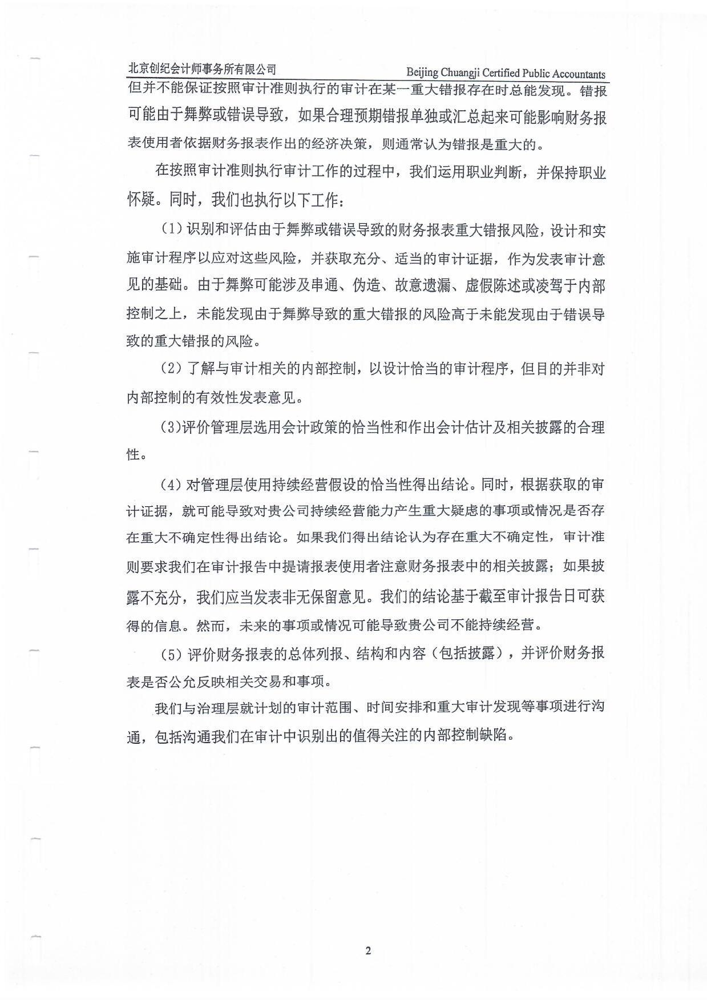 北京创纪会计师事务所有限公司 Beijing Chuangji Certified Public Accountants
但并不能保证按照审计准则执行的审计在某一重大错报存在时总能发现。错报
可能由于舞弊或错误导致，如果合理预期错报单独或汇总起来可能影响财务报
表使用者依据财务报表作出的经济决策，则通常认为错报是重大的。
在按照审计准则执行审计工作的过程中，我们运用职业判断，并保持职业
怀疑。同时，我们也执行以下工作：
（1）识别和评估由于舞弊或错误导致的财务报表重大错报风险，设计和实
施审计程序以应对这些风险，并获取充分、适当的审计证据，作为发表审计意
见的基础。由于舞弊可能涉及串通、伪造、故意遗漏、虚假陈述或凌驾于内部
控制之上，未能发现由于舞弊导致的重大错报的风险高于未能发现由于错误导
致的重大错报的风险。
（2）了解与审计相关的内部控制，以设计恰当的审计程序，但目的并非对
内部控制的有效性发表意见。
（3）评价管理层选用会计政策的恰当性和作出会计估计及相关披露的合理
性。
（4）对管理层使用持续经营假设的恰当性得出结论。同时，根据获取的审
计证据，就可能导致对贵公司持续经营能力产生重大疑虑的事项或情况是否存
在重大不确定性得出结论。如果我们得出结论认为存在重大不确定性，审计准
则要求我们在审计报告中提请报表使用者注意财务报表中的相关披露；如果披
露不充分，我们应当发表非无保留意见。我们的结论基于截至审计报告日可获
得的信息。然而，未来的事项或情况可能导致贵公司不能持续经营。
（5）评价财务报表的总体列报、结构和内容（包括披露），并评价财务报
表是否公允反映相关交易和事项。
我们与治理层就计划的审计范围、时间安排和重大审计发现等事项进行沟
通，包括沟通我们在审计中识别出的值得关注的内部控制缺陷。
2